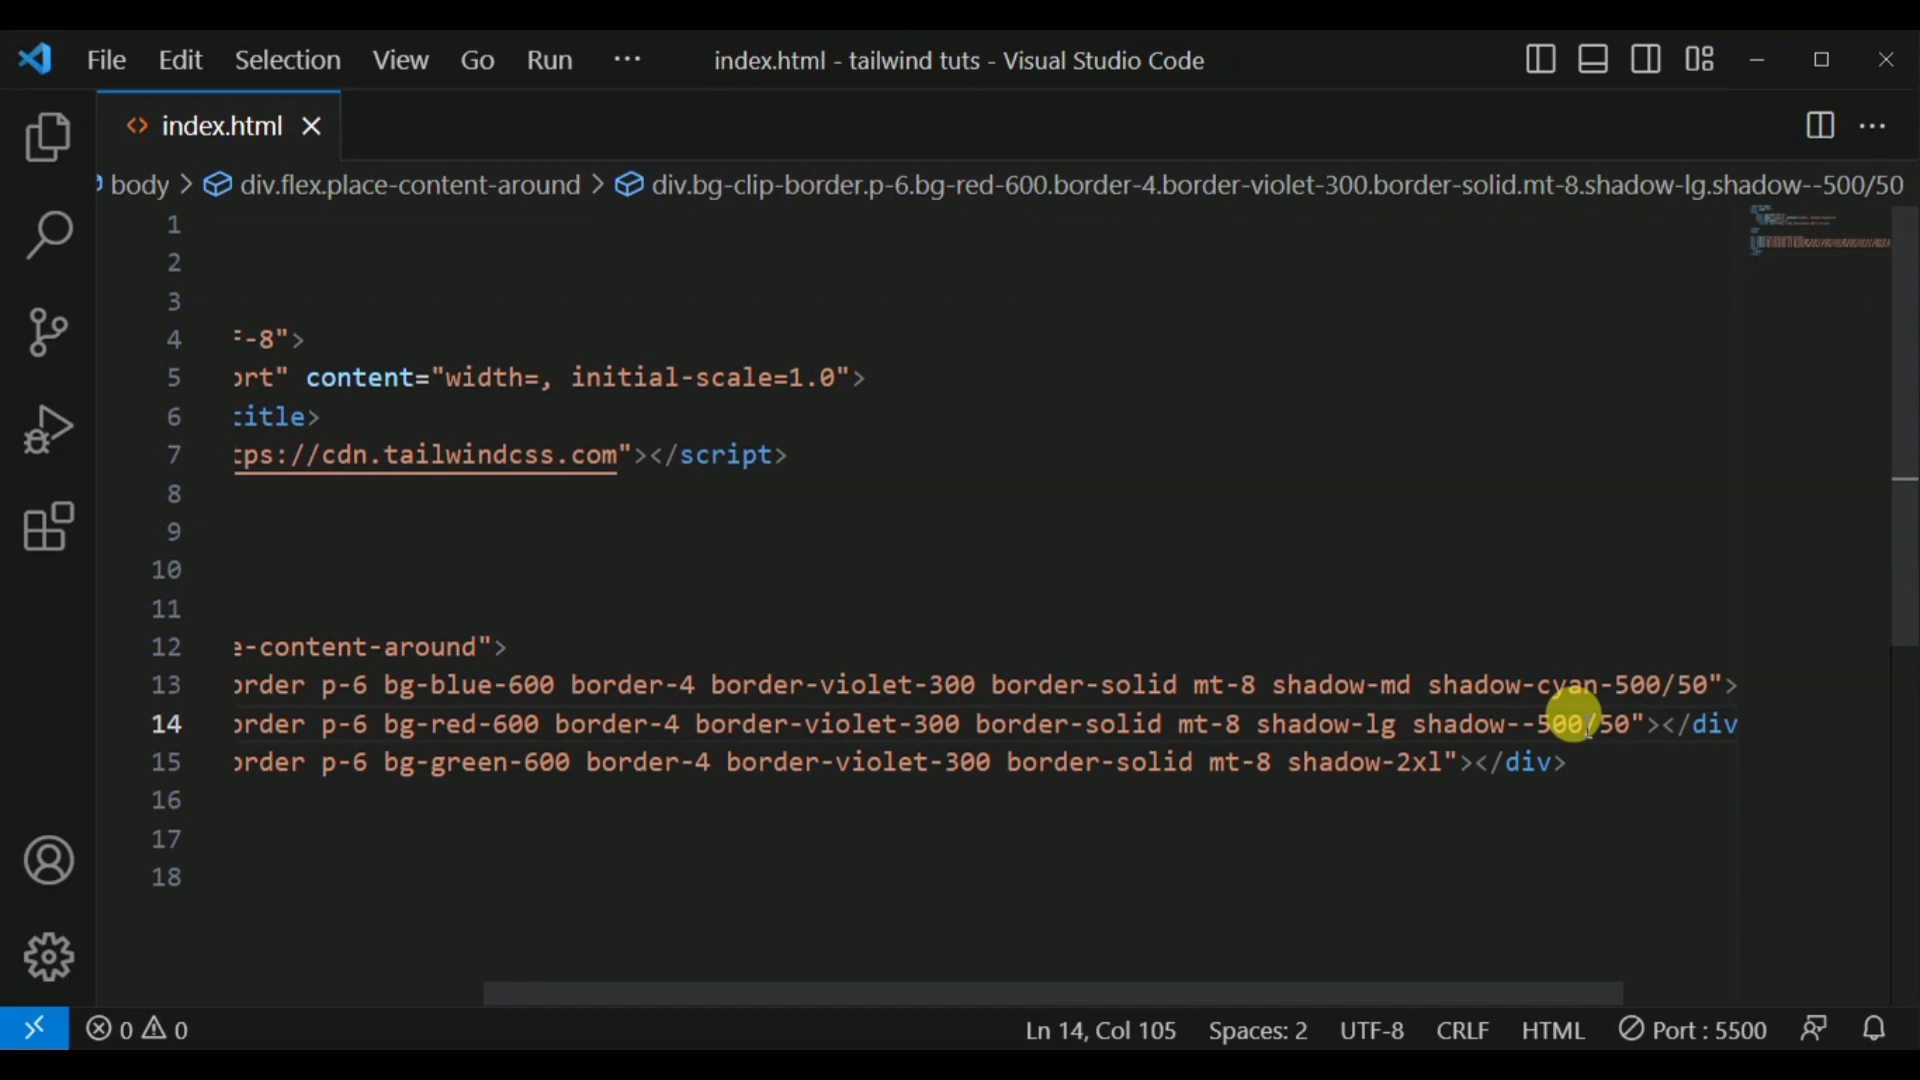 File Edit Selection View Go Run ··· index.html - tailwind tuts - Visual Studio Code
index.html
body > div.flex.place-content-around > div.bg-clip-border.p-6.bg-red-600.border-4.border-violet-300.border-solid.mt-8.shadow-lg.shadow--500/50
1
2
3
4 F-8">
5 ort" content="width=, initial-scale=1.0">
6 title>
7 tps://cdn.tailwindcss.com"></script>
8
9
10
11
12 e-content-around">
13 order p-6 bg-blue-600 border-4 border-violet-300 border-solid mt-8 shadow-md shadow-cyan-500/50">
14 order p-6 bg-red-600 border-4 border-violet-300 border-solid mt-8 shadow-lg shadow--500/50"></div
15 order p-6 bg-green-600 border-4 border-violet-300 border-solid mt-8 shadow-2xl"></div>
16
17
18
0 0 Ln 14, Col 105 Spaces: 2 UTF-8 CRLF HTML Port : 5500